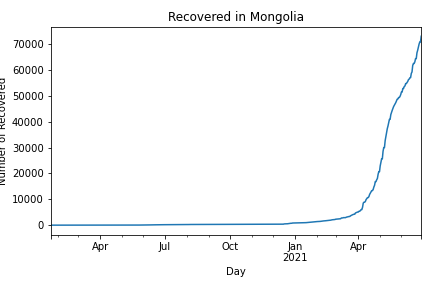 Recovered in Mongolia
Number of Recovered
70000
60000
50000
40000
30000
20000
10000
0
Apr
Jul
Oct
Jan
2021
Apr
Day